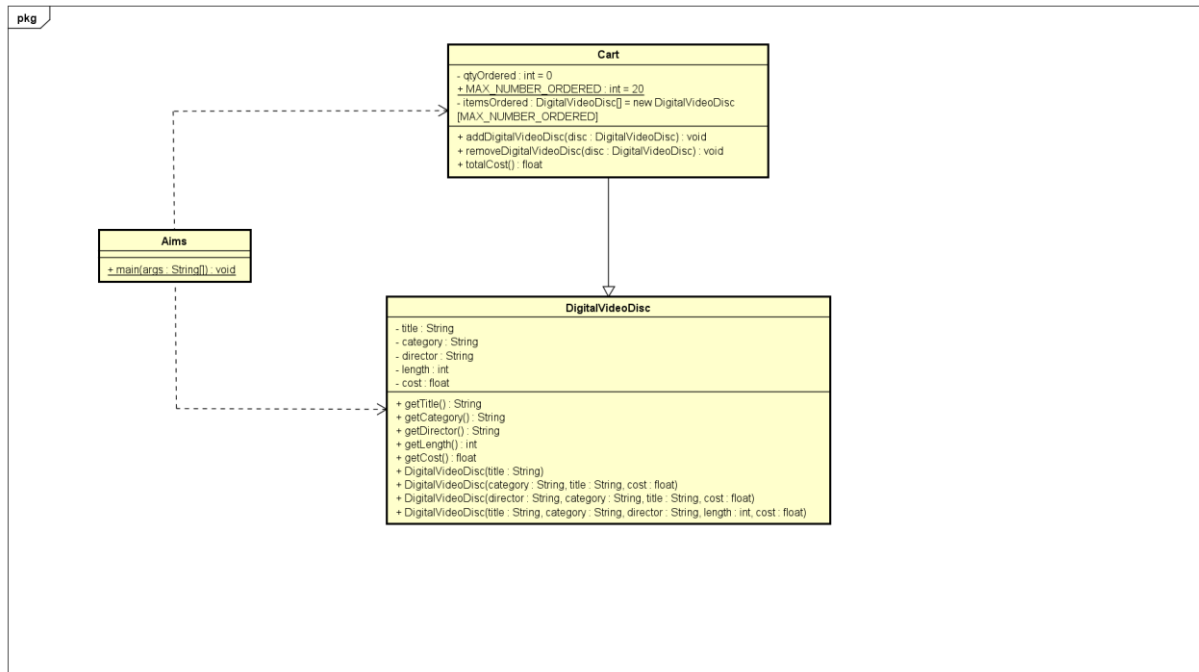 pkg
Cart
- qtyOrdered : int = 0
+ MAX_NUMBER_ORDERED : int = 20
- itemsOrdered : DigitalVideoDisc[] = new DigitalVideoDisc
[MAX_NUMBER_ORDERED]
+ addDigitalVideoDisc(disc : DigitalVideoDisc) : void
+ removeDigitalVideoDisc(disc : DigitalVideoDisc) : void
+ totalCost() : float
Aims
+ main(args : String[]) : void
DigitalVideoDisc
- title : String
- category : String
- director : String
- length : int
- cost : float
+ getTitle() : String
+ getCategory() : String
+ getDirector() : String
+ getLength() : int
+ getCost() : float
+ DigitalVideoDisc(title : String)
+ DigitalVideoDisc(category : String, title : String, cost : float)
+ DigitalVideoDisc(director : String, category : String, title : String, cost : float)
+ DigitalVideoDisc(title : String, category : String, director : String, length : int, cost : float)